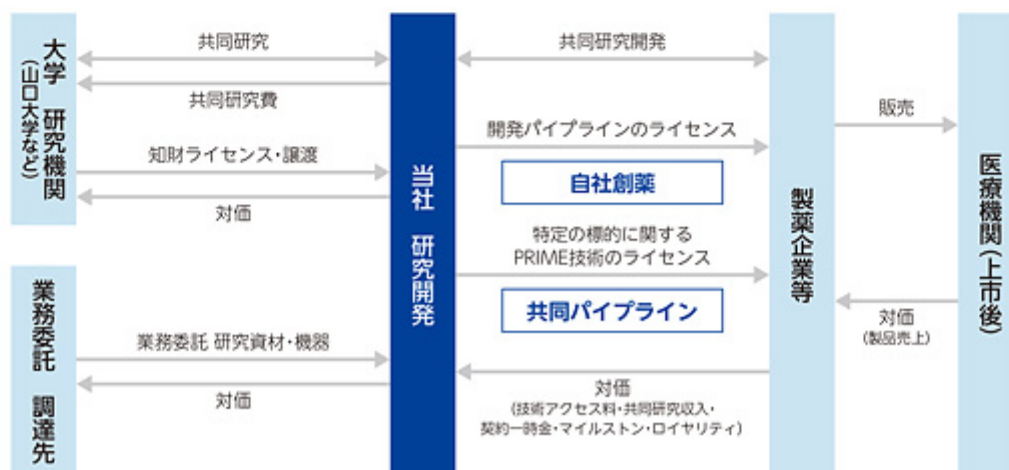 大学 研究機関
(山口大学など)
共同研究
共同研究費
知財ライセンス・譲渡
対価
業務委託 調達先
業務委託 研究資材・機器
対価
当社 研究開発
共同研究開発
開発パイプラインのライセンス
自社創薬
特定の標的に関する
PRIME技術のライセンス
共同パイプライン
対価
(技術アクセス料・共同研究収入・
契約一時金・マイルストン・ロイヤリティ)
製薬企業等
販売
対価
(製品売上)
医療機関(上市後)